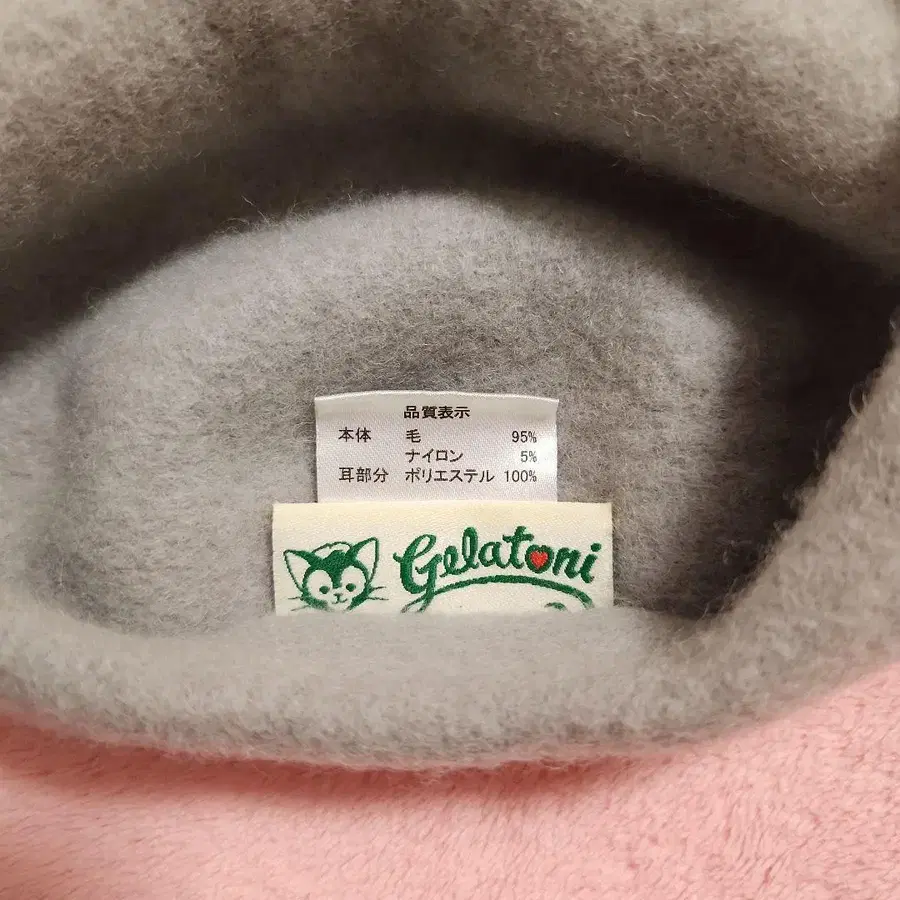 品質表示
本体 毛 95%
ナイロン 5%
耳部分 ポリエステル 100%
Gelatoni